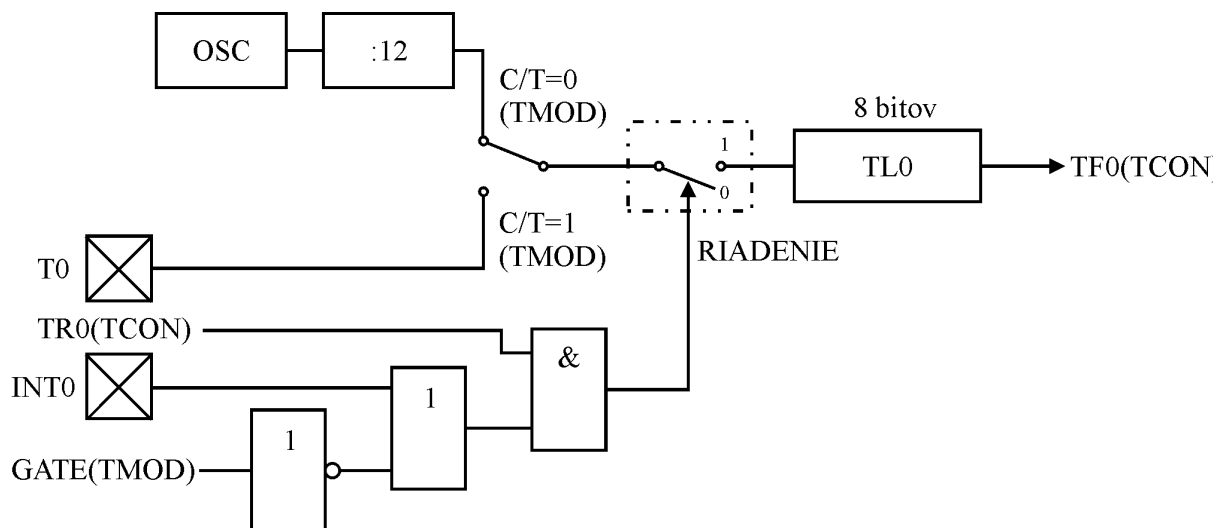 OSC
:12
C/T=0
(TMOD)
8 bitov
1
TL0
TF0(TCON)
0
C/T=1
(TMOD)
RIADENIE
T0
TR0(TCON)
&
INT0
1
1
GATE(TMOD)